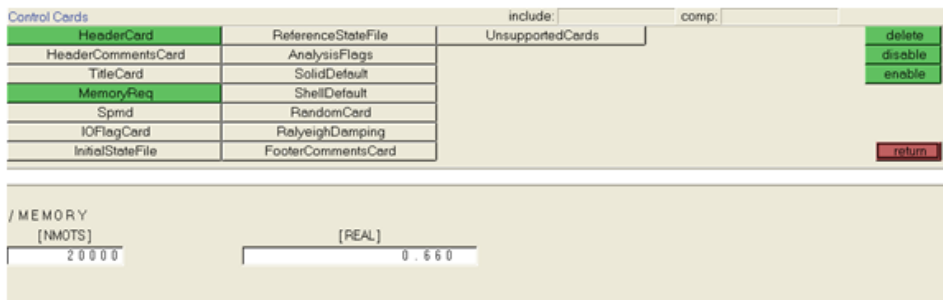 Control Cards include: comp:
HeaderCard ReferenceStateFile UnsupportedCards delete
HeaderCommentsCard AnalysisFlags disable
TitleCard SolidDefault enable
MemoryReq ShellDefault
Spmd RandomCard
IOFlagCard RalyeighDamping
InitialStateFile FooterCommentsCard return
/MEMORY
[NMOTS] [REAL]
20000 0.660